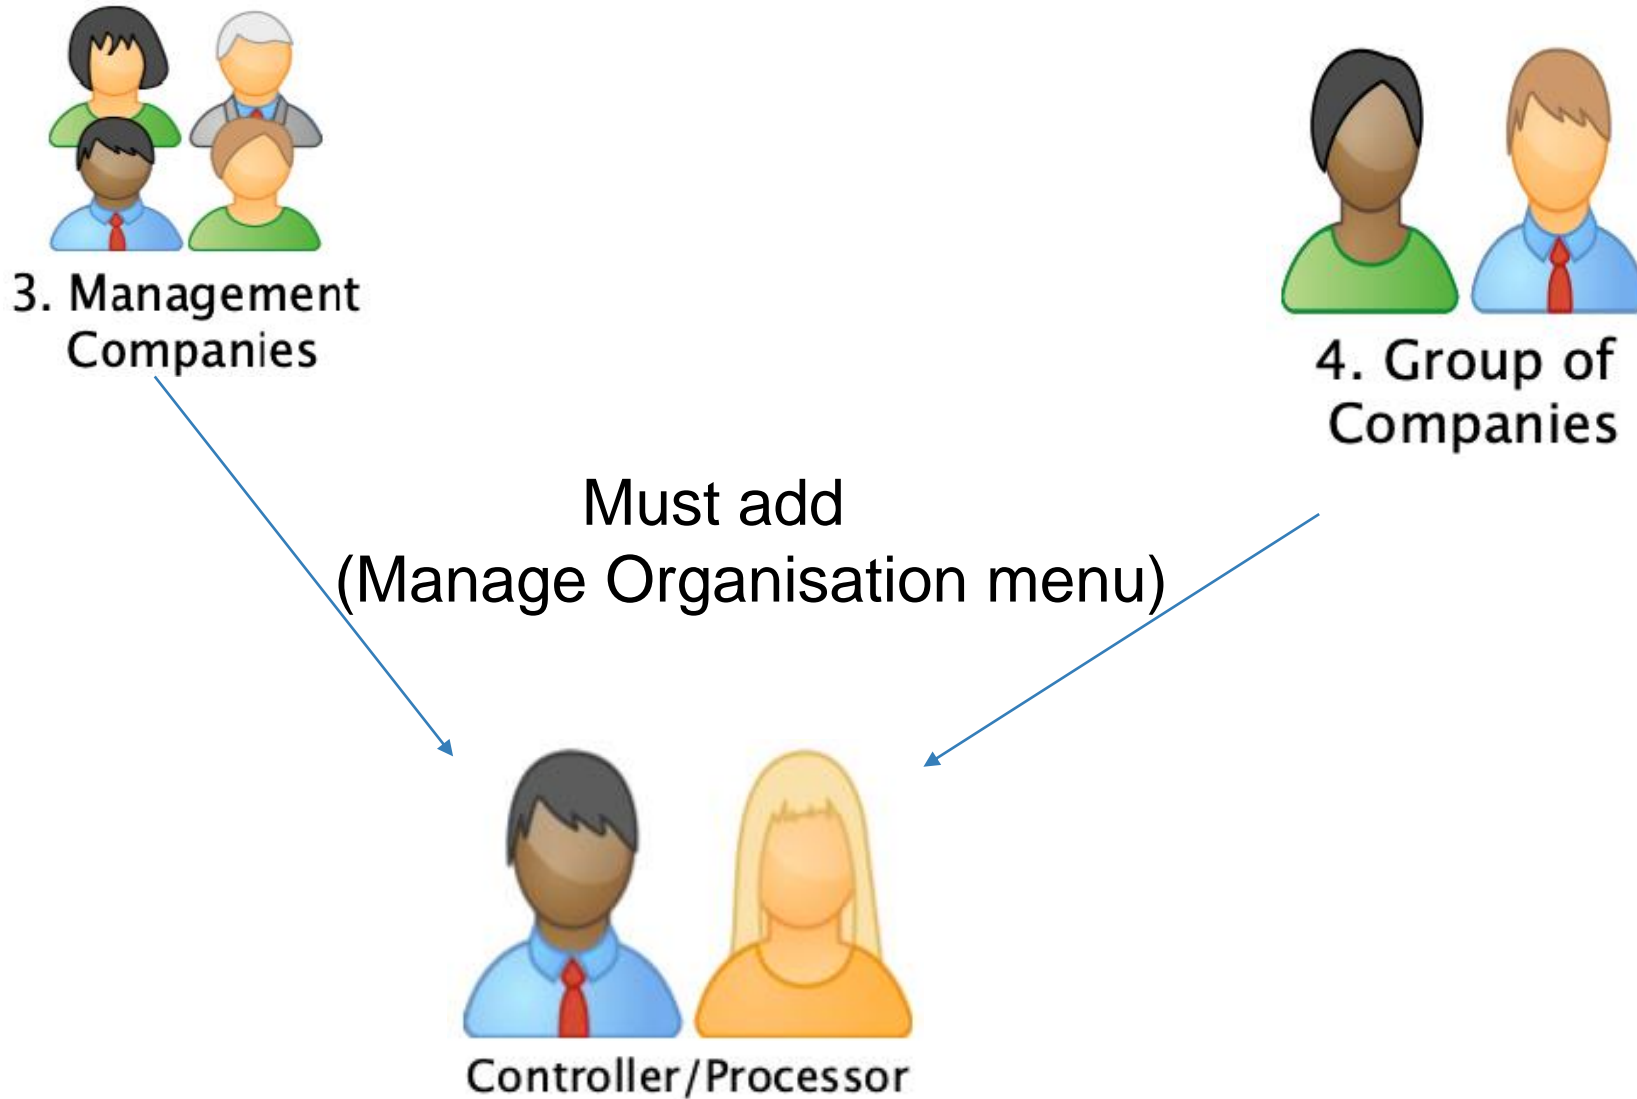 3. Management
Companies
4. Group of
Companies
Must add
(Manage Organisation menu)
Controller/Processor